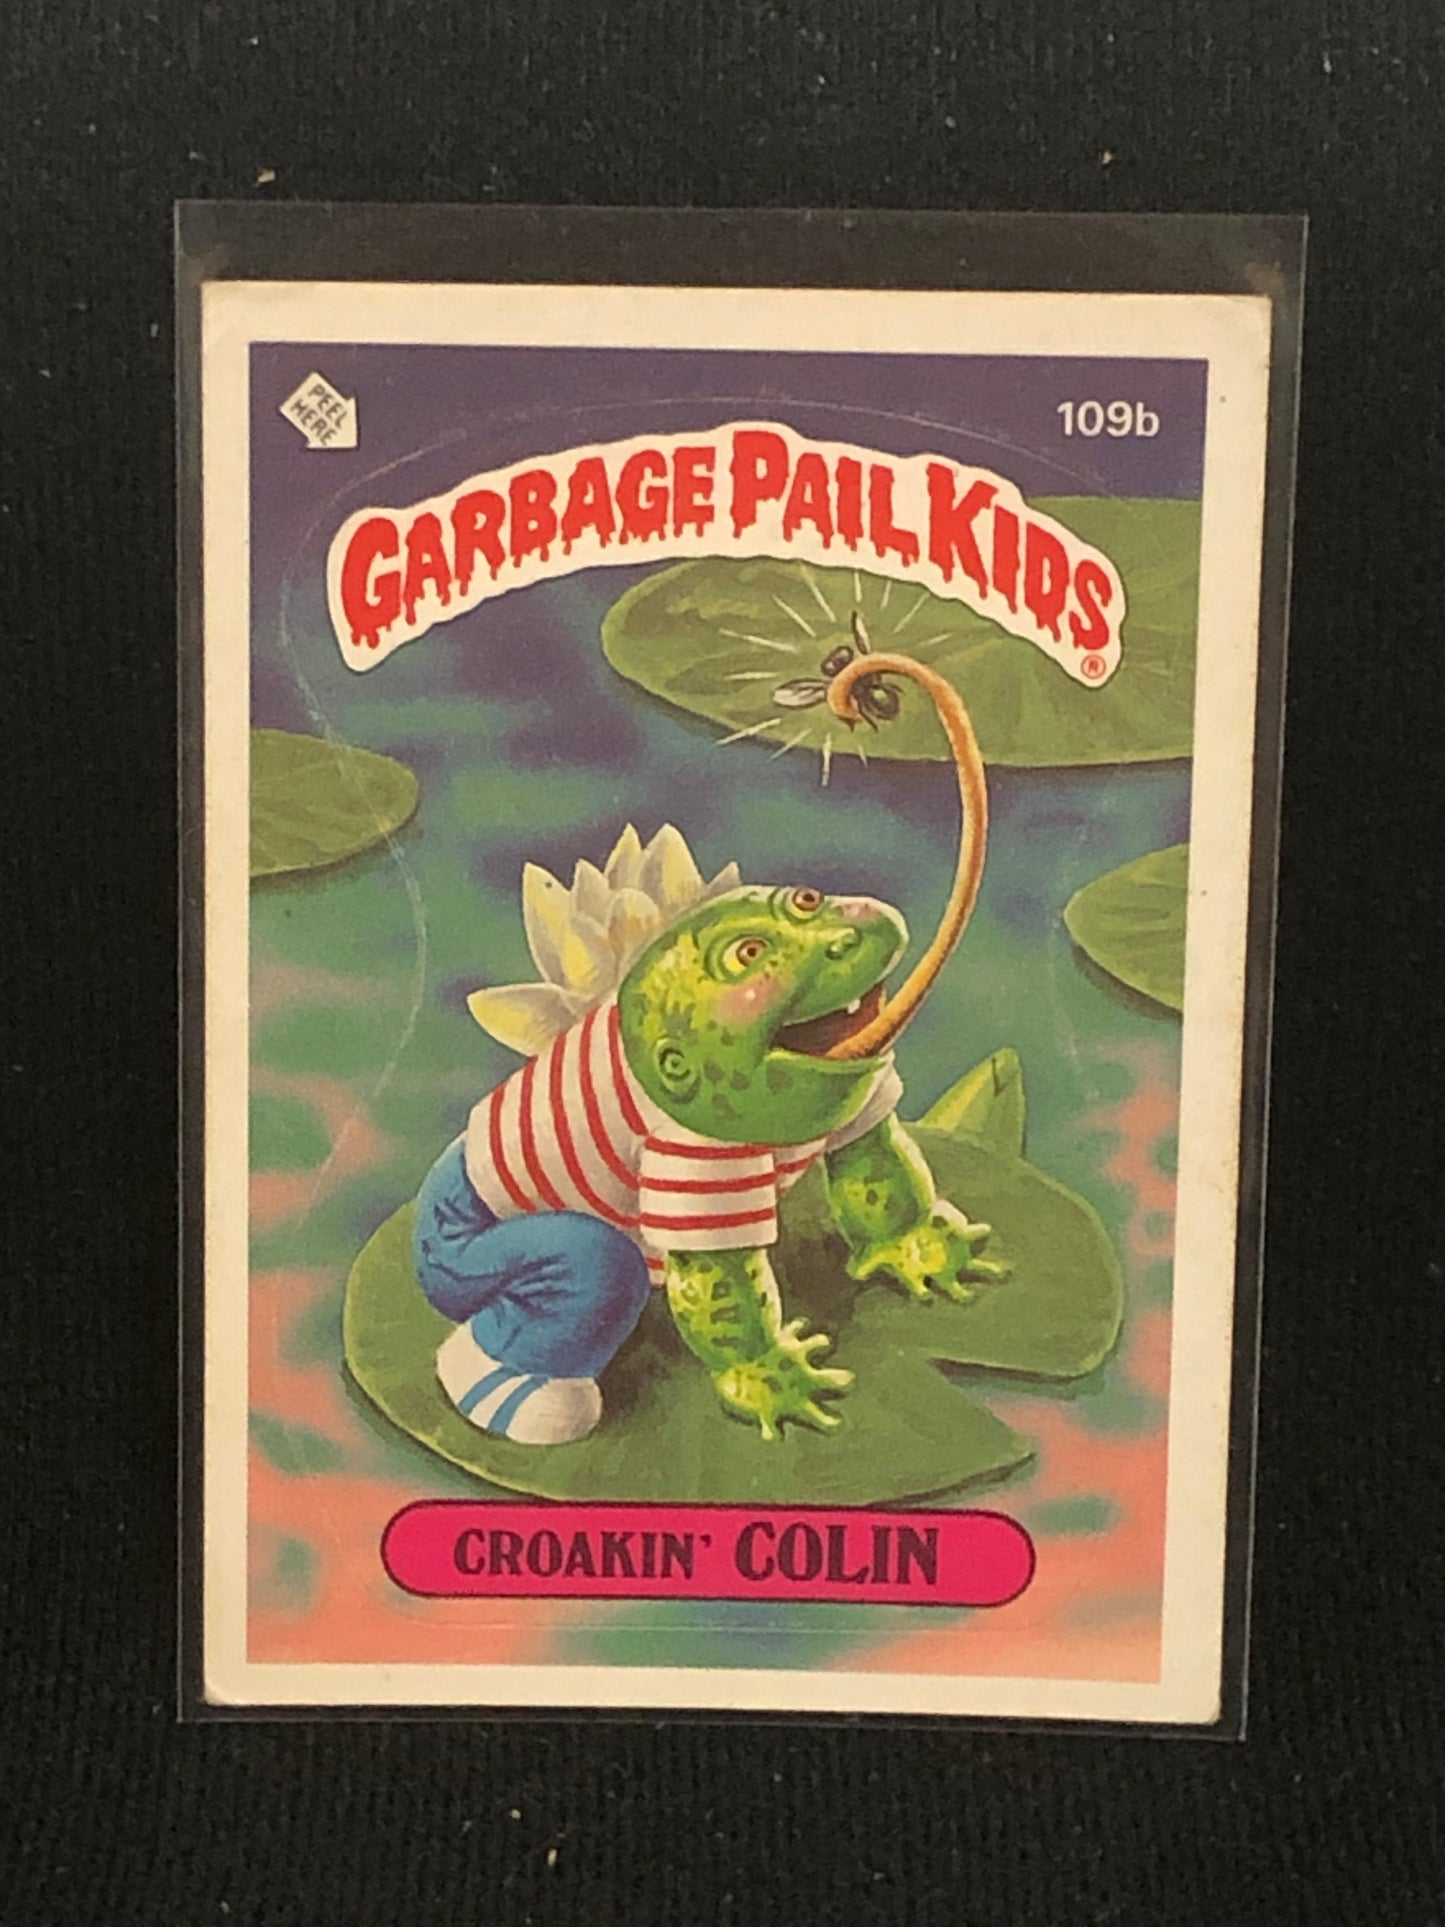 PEEL
HERE
109b
GARBAGE PAIL KIDS®
CROAKIN' COLIN